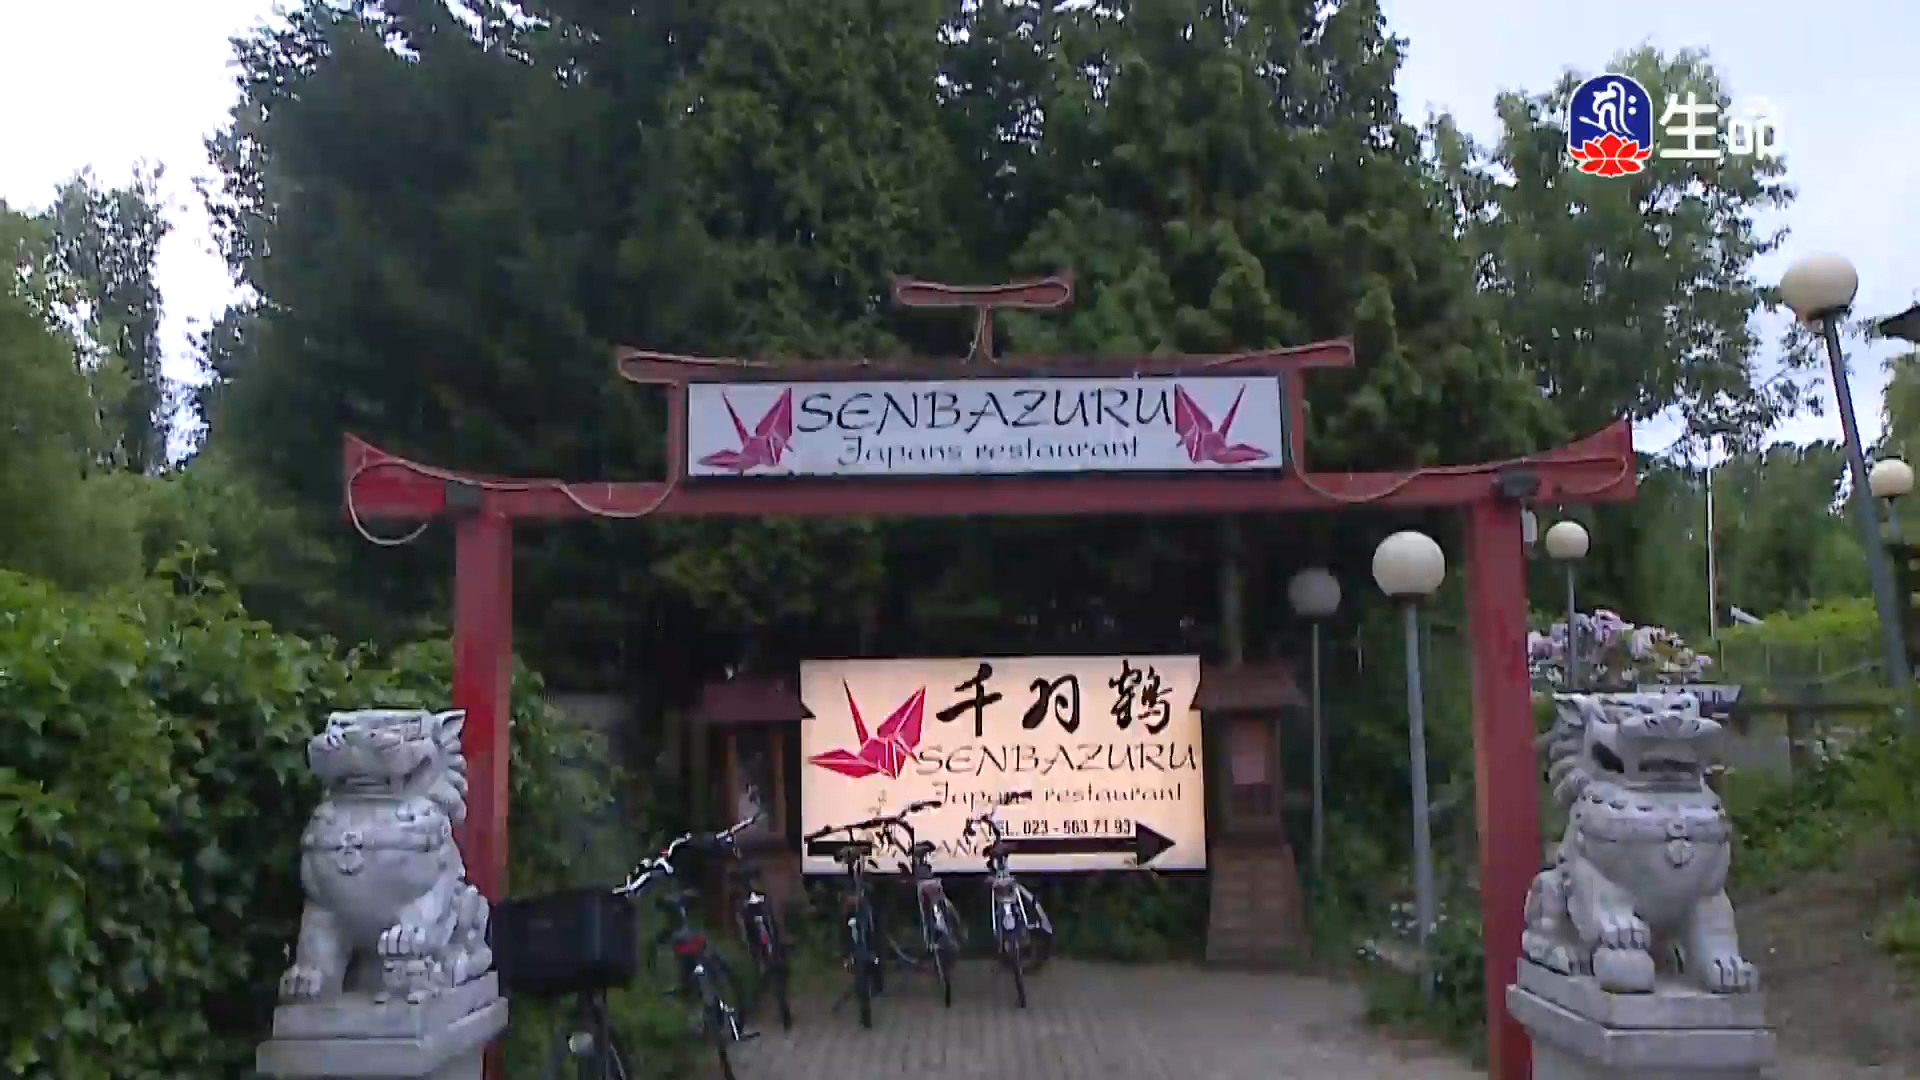 生命
SENBAZURU
Japans restaurant
千羽鶴
SENBAZURU
Japans restaurant
TEL. 023 - 563 71 93